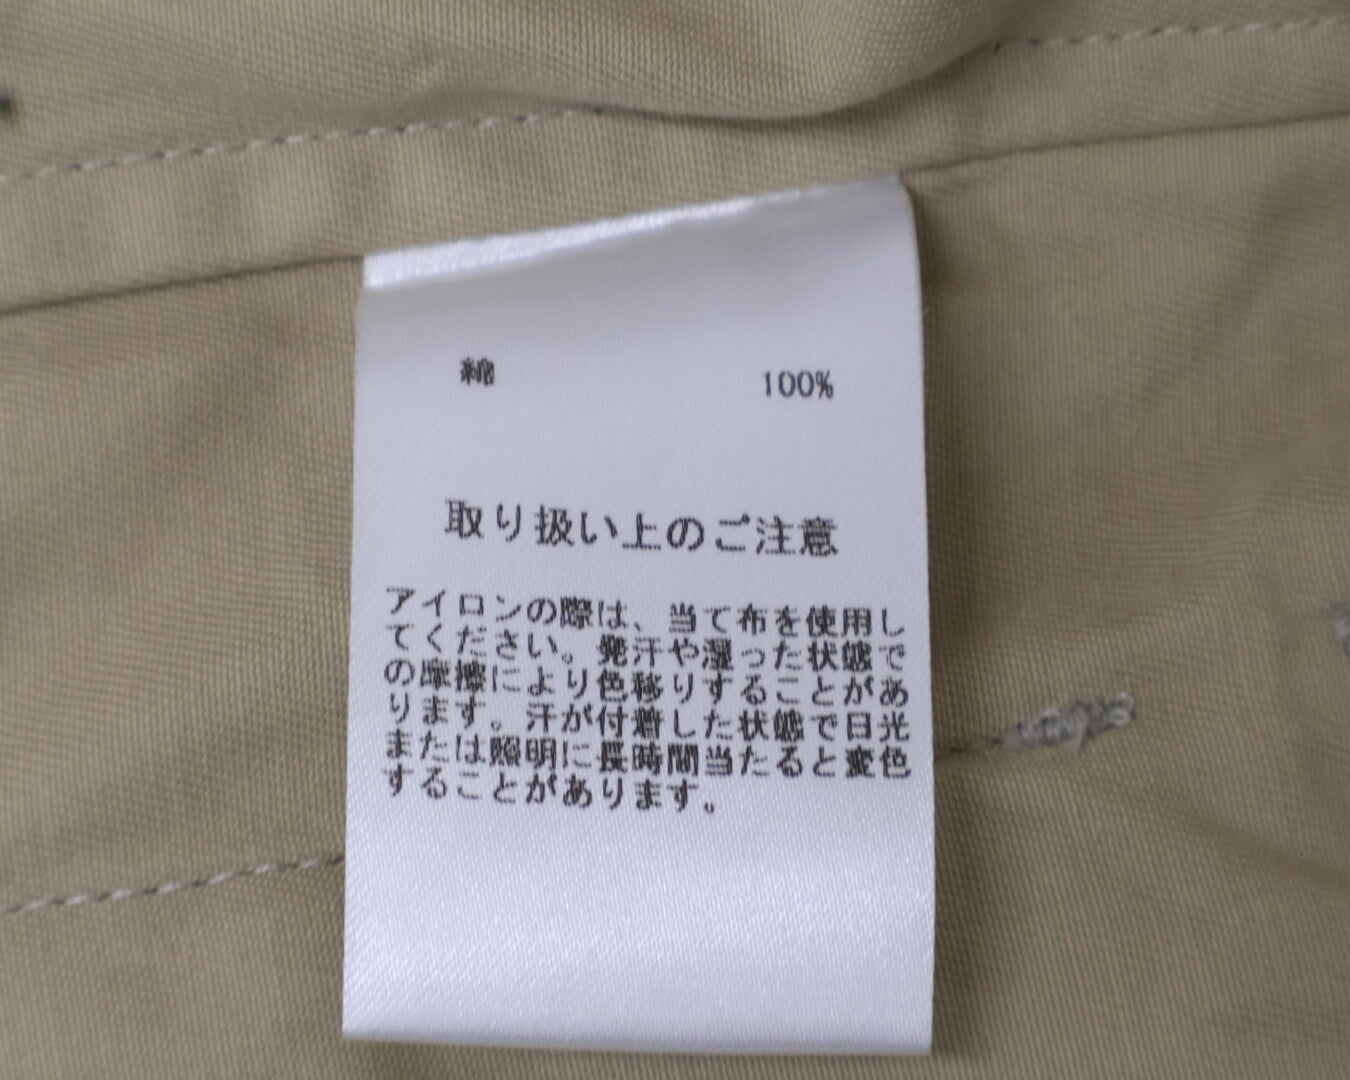 綿 100%
取り扱い上のご注意
アイロンの際は、当て布を使用し
てください。発汗や湿った状態で
の摩擦により色移りすることがあ
ります。汗が付着した状態で日光
または照明に長時間当たると変色
することがあります。